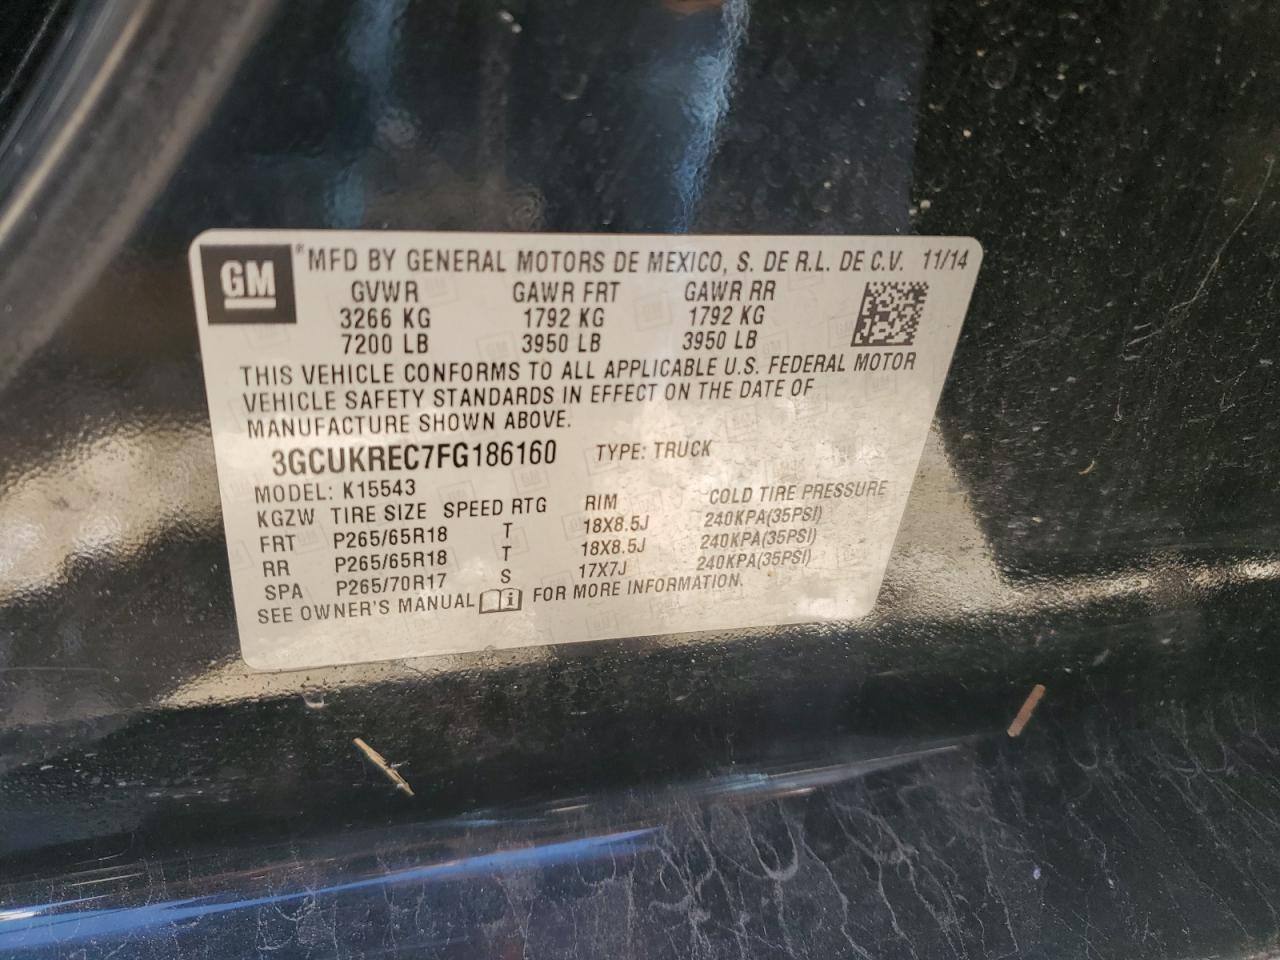 GM ® MFD BY GENERAL MOTORS DE MEXICO, S. DE R.L. DE C.V. 11/14
GVWR GAWR FRT GAWR RR
3266 KG 1792 KG 1792 KG
7200 LB 3950 LB 3950 LB
THIS VEHICLE CONFORMS TO ALL APPLICABLE U.S. FEDERAL MOTOR
VEHICLE SAFETY STANDARDS IN EFFECT ON THE DATE OF
MANUFACTURE SHOWN ABOVE.
3GCUKREC7FG186160 TYPE: TRUCK
MODEL: K15543
KGZW TIRE SIZE SPEED RTG RIM COLD TIRE PRESSURE
FRT P265/65R18 T 18X8.5J 240KPA(35PSI)
RR P265/65R18 T 18X8.5J 240KPA(35PSI)
SPA P265/70R17 S 17X7J 240KPA(35PSI)
SEE OWNER'S MANUAL i FOR MORE INFORMATION.